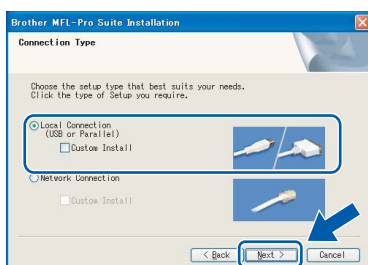 Brother MFL-Pro Suite Installation
Connection Type
Choose the setup type that best suits your needs.
Click the type of Setup you require.
Local Connection
(USB or Parallel)
Custom Install
Network Connection
Custom Install
< Back
Next >
Cancel